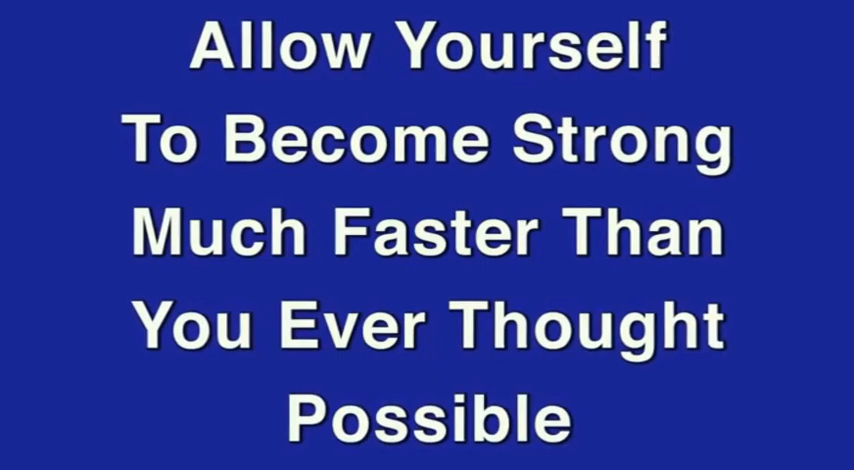 Allow Yourself
To Become Strong
Much Faster Than
You Ever Thought
Possible